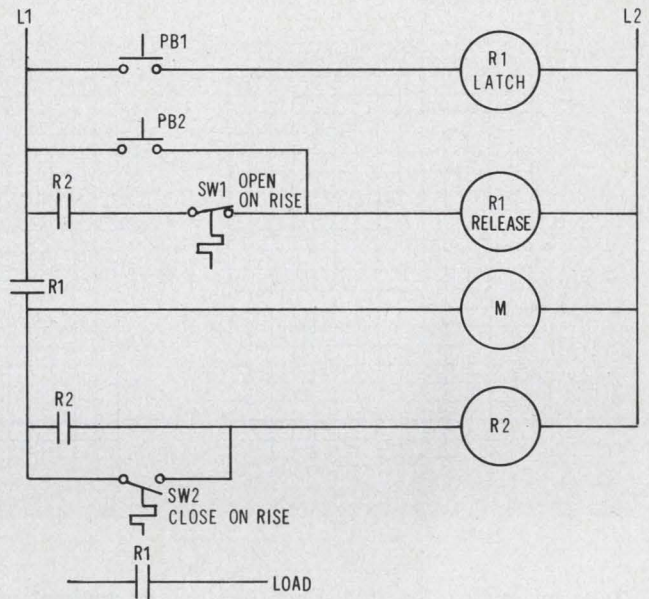 L1
L2
PB1
R1
LATCH
PB2
R2
SW1
OPEN
ON RISE
R1
RELEASE
R1
M
R2
R2
SW2
CLOSE ON RISE
R1
LOAD